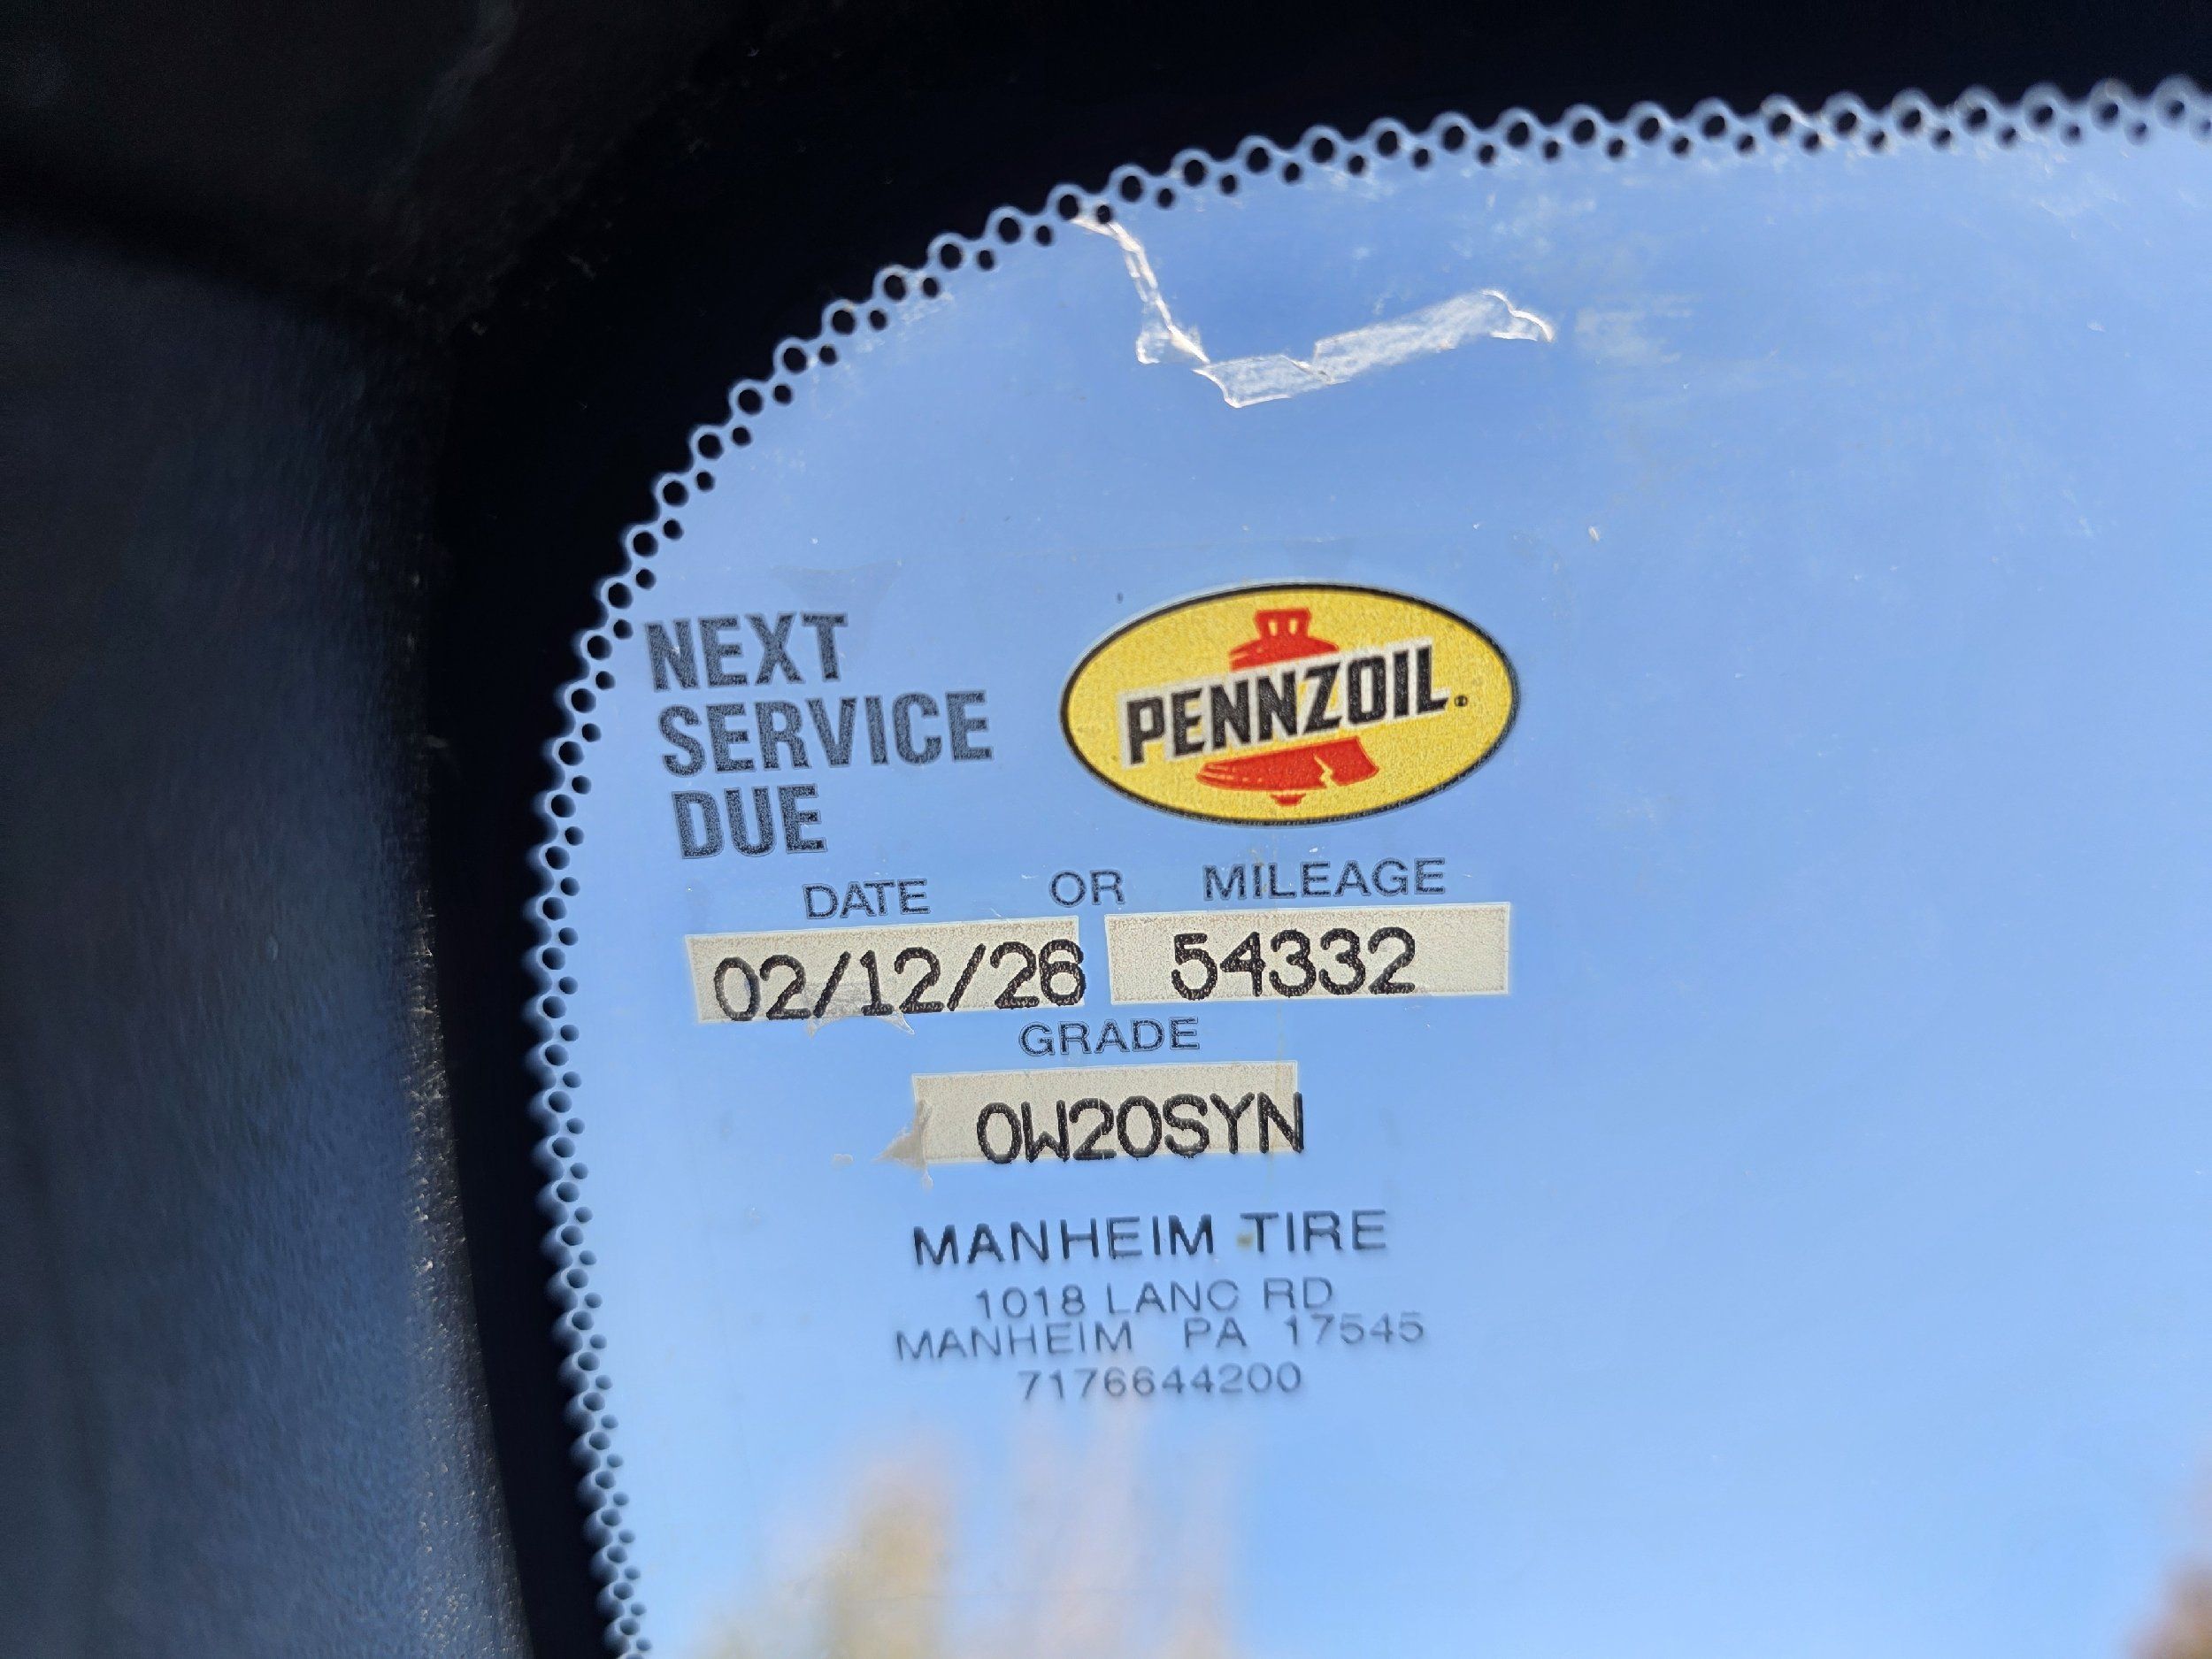 NEXT
SERVICE
DUE
PENNZOIL®
DATE OR MILEAGE
02/12/26 54332
GRADE
0W20SYN
MANHEIM TIRE
1018 LANC RD
MANHEIM PA 17545
7176644200